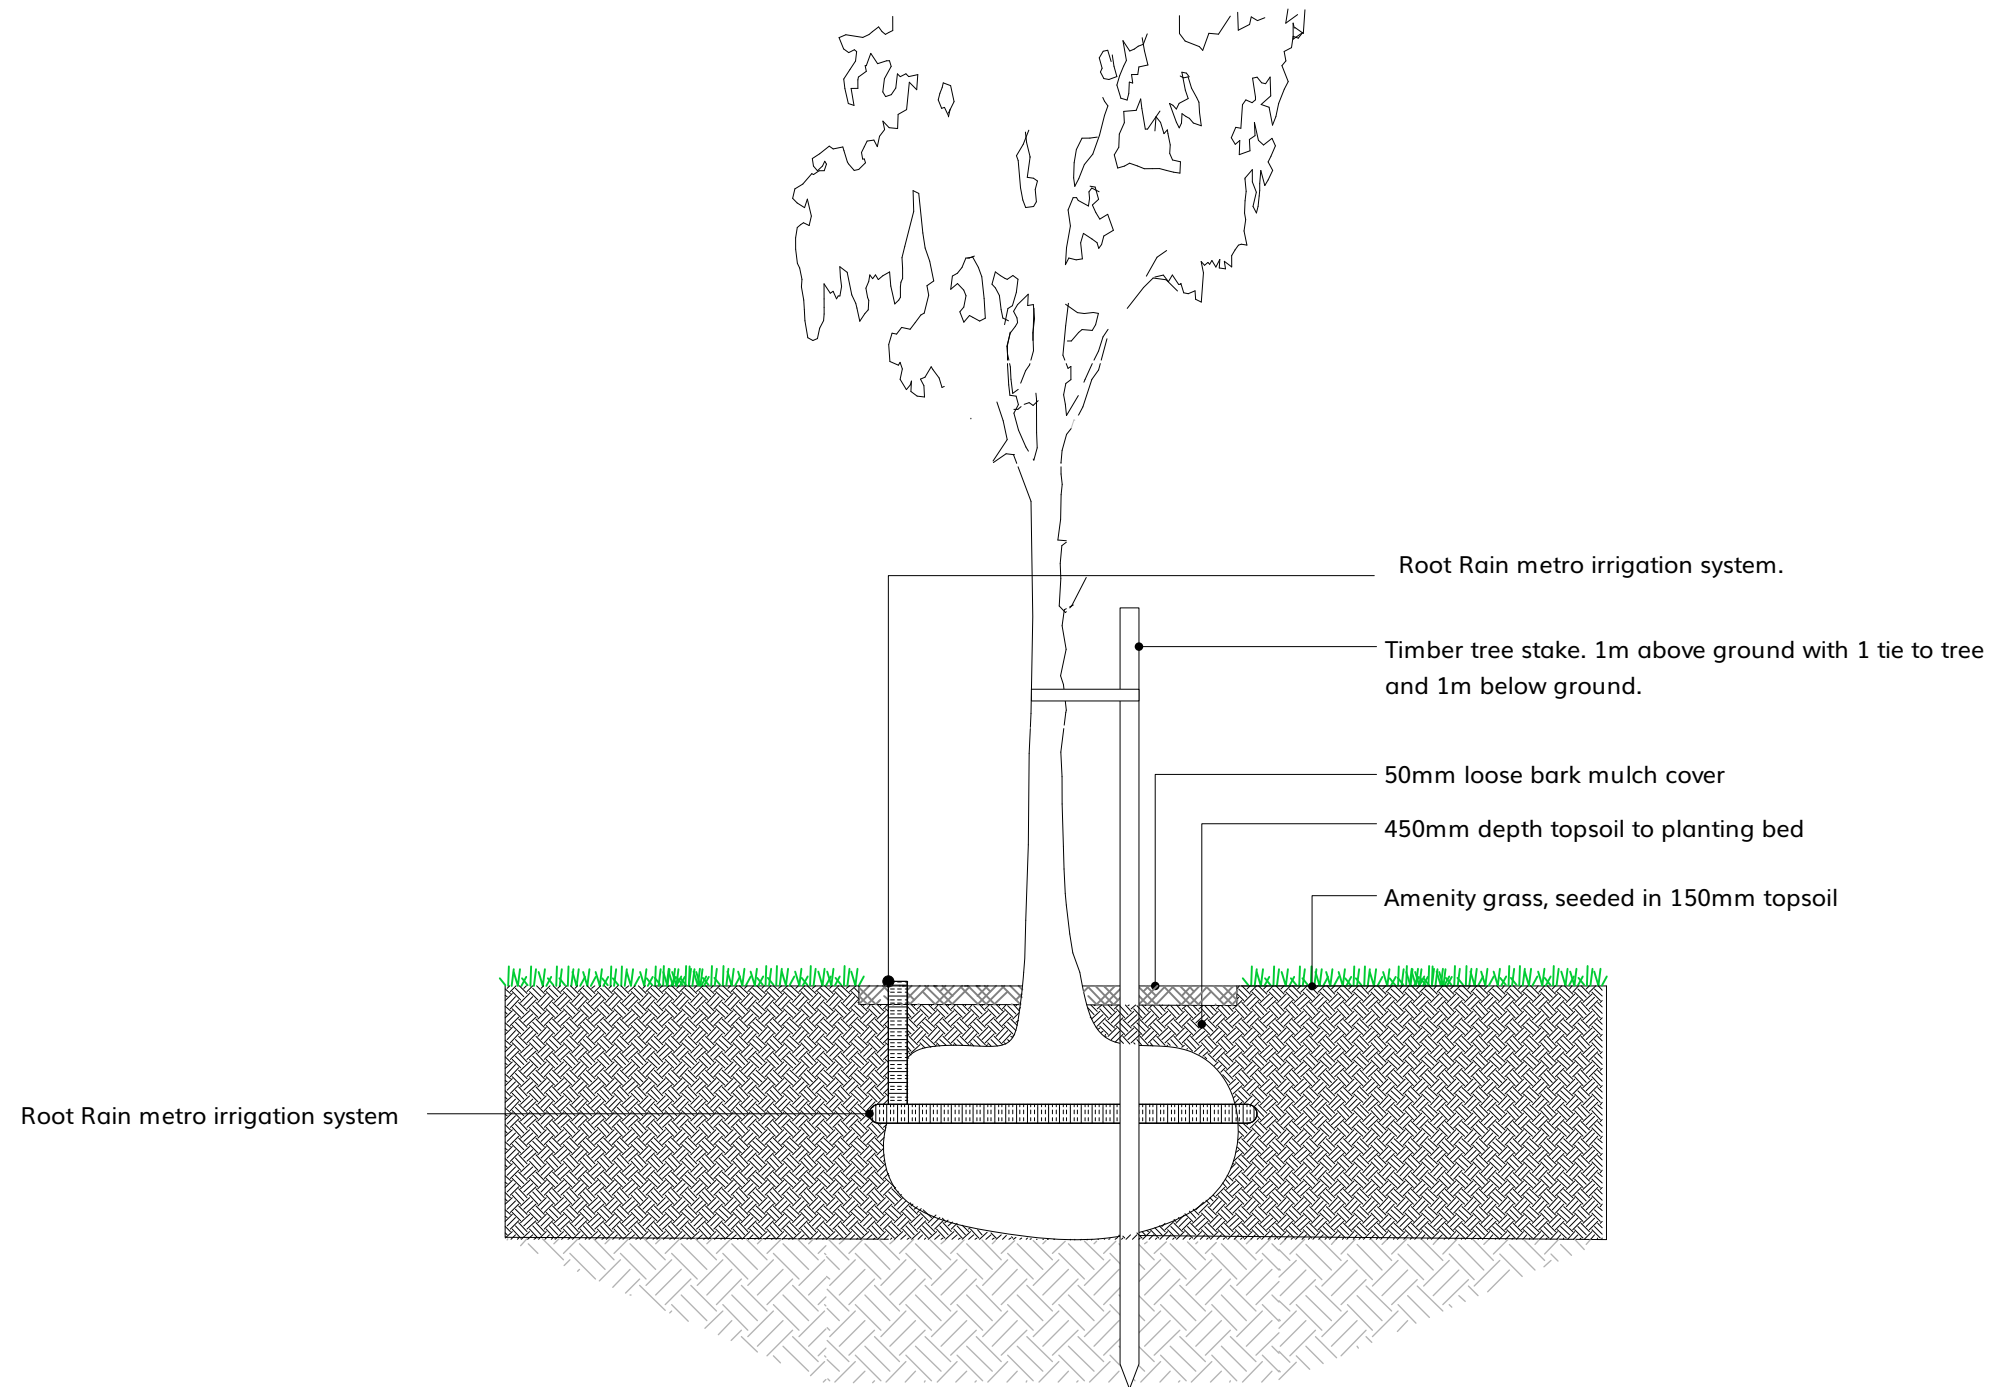 Root Rain metro irrigation system.
Timber tree stake. 1m above ground with 1 tie to tree
and 1m below ground.
50mm loose bark mulch cover
450mm depth topsoil to planting bed
Amenity grass, seeded in 150mm topsoil
Root Rain metro irrigation system